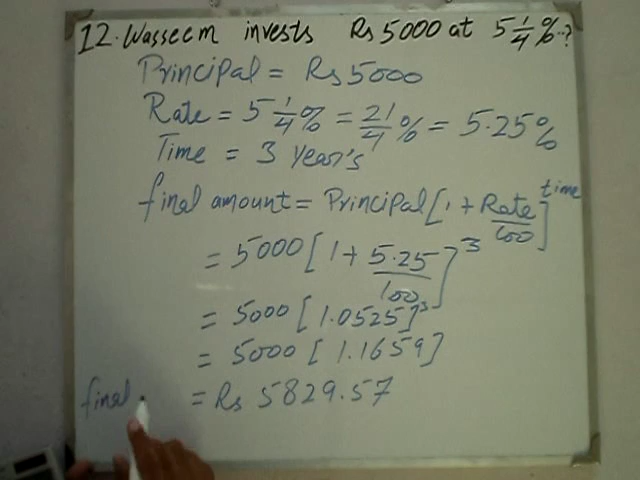 12. Wasseem invests Rs 5000 at 5 1/4 %..?
Principal = Rs 5000
Rate = 5 1/4 % = 21/4 % = 5.25%
Time = 3 Year's
final amount = Principal [1 + Rate/100]^time
= 5000 [1 + 5.25/100]^3
= 5000 [1.0525]^3
= 5000 [1.1659]
final = Rs 5829.57